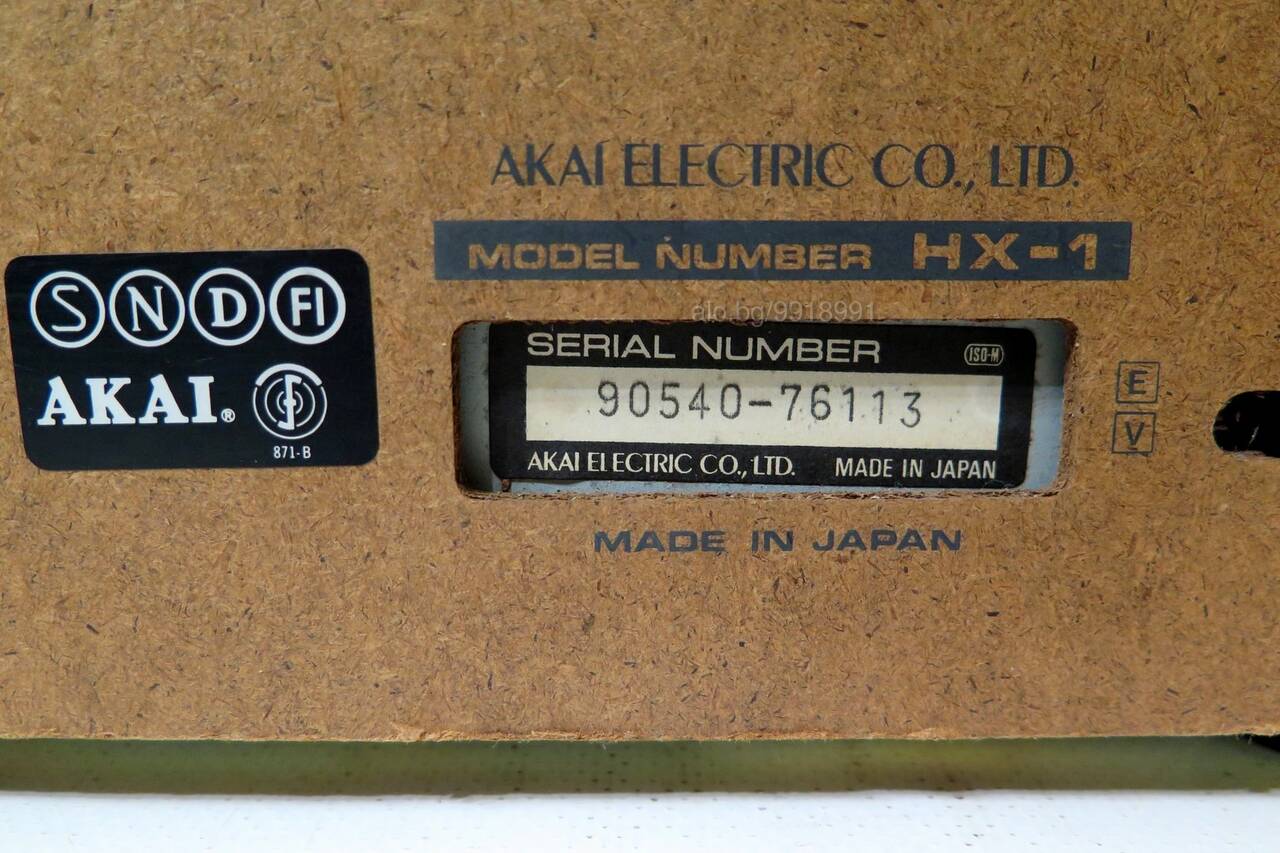 AKAI ELECTRIC CO., LTD.
MODEL NUMBER HX-1
alo.bg/9918991
S N D FI
AKAI®
871-B
SERIAL NUMBER
ISO-M
90540-76113
AKAI ELECTRIC CO., LTD. MADE IN JAPAN
E
V
MADE IN JAPAN